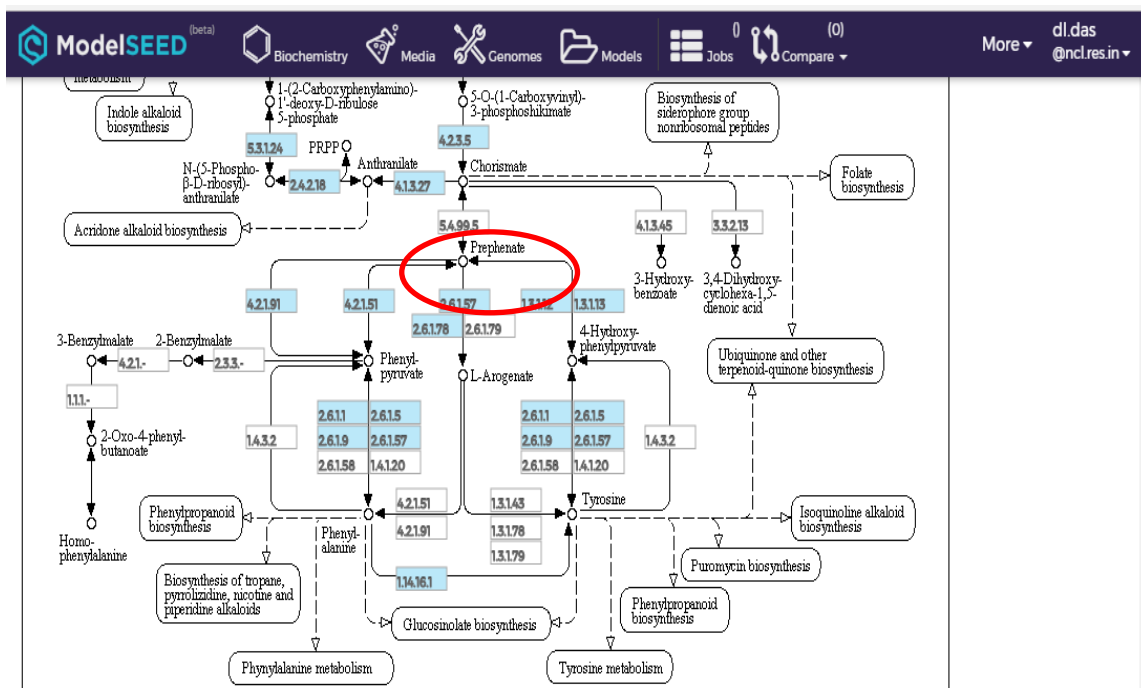 ModelSEED (beta)
Biochemistry
Media
Genomes
Models
Jobs 0
Compare (0)
More
dl.das
@ncl.res.in
metabolism
Indole alkaloid
biosynthesis
1-(2-Carboxyphenylamino)-
1'-deoxy-D-ribulose
5-phosphate
5-O-(1-Carboxyvinyl)-
3-phosphoshikimate
Biosynthesis of
siderophore group
nonribosomal peptides
5.3.1.24
PRPP
4.2.3.5
N-(5-Phospho-
β-D-ribosyl)-
anthranilate
2.4.2.18
Anthranilate
4.1.3.27
Chorismate
Folate
biosynthesis
Acridone alkaloid biosynthesis
5.4.99.5
4.1.3.45
3.3.2.13
Prephenate
3-Hydroxy-
benzoate
3,4-Dihydroxy-
cyclohexa-1,5-
dienoic acid
4.2.1.91
4.2.1.51
2.6.1.57
1.3.1.12
1.3.1.13
2.6.1.78
2.6.1.79
3-Benzylmalate
2-Benzylmalate
4.2.1.-
2.3.3.-
Phenyl-
pyruvate
L-Arogenate
4-Hydroxy-
phenylpyruvate
Ubiquinone and other
terpenoid-quinone biosynthesis
1.1.1.-
2-Oxo-4-phenyl-
butanoate
1.4.3.2
2.6.1.1
2.6.1.5
2.6.1.9
2.6.1.57
2.6.1.58
1.4.1.20
2.6.1.1
2.6.1.5
2.6.1.9
2.6.1.57
2.6.1.58
1.4.1.20
1.4.3.2
Homo-
phenylalanine
Phenylpropanoid
biosynthesis
Phenyl-
alanine
4.2.1.51
4.2.1.91
1.3.1.43
1.3.1.78
1.3.1.79
Tyrosine
Isoquinoline alkaloid
biosynthesis
Puromycin biosynthesis
Biosynthesis of tropane,
pyrrolizidine, nicotine and
piperidine alkaloids
1.14.16.1
Phenylpropanoid
biosynthesis
Glucosinolate biosynthesis
Phynylalanine metabolism
Tyrosine metabolism